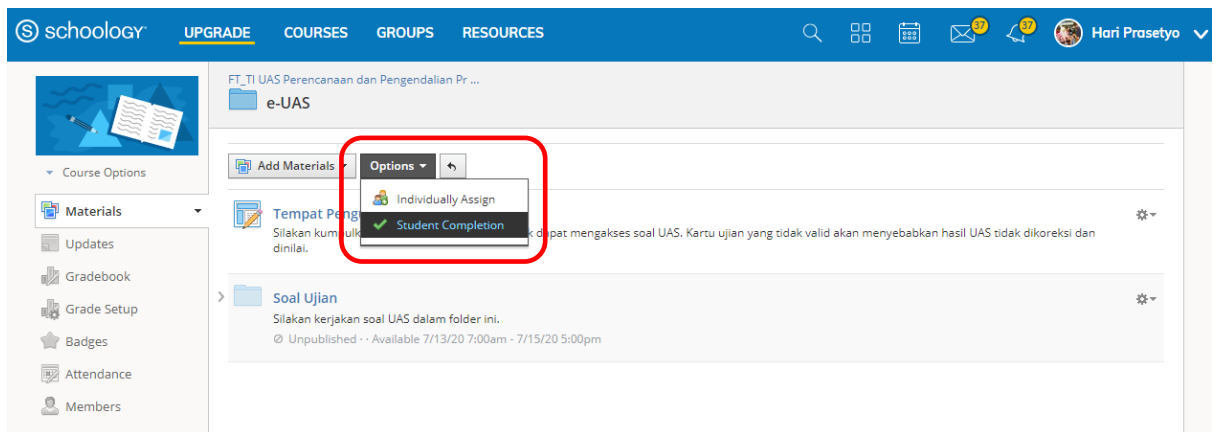 schoology UPGRADE COURSES GROUPS RESOURCES 37 37 Hari Prasetyo
FT_TI UAS Perencanaan dan Pengendalian Pr ...
e-UAS
Course Options
Materials
Updates
Gradebook
Grade Setup
Badges
Attendance
Members
Add Materials Options
Individually Assign
Student Completion
Tempat
Silakan dapat mengakses soal UAS. Kartu ujian yang tidak valid akan menyebabkan hasil UAS tidak dikoreksi dan
dinilai.
Soal Ujian
Silakan kerjakan soal UAS dalam folder ini.
Unpublished · · Available 7/13/20 7:00am - 7/15/20 5:00pm